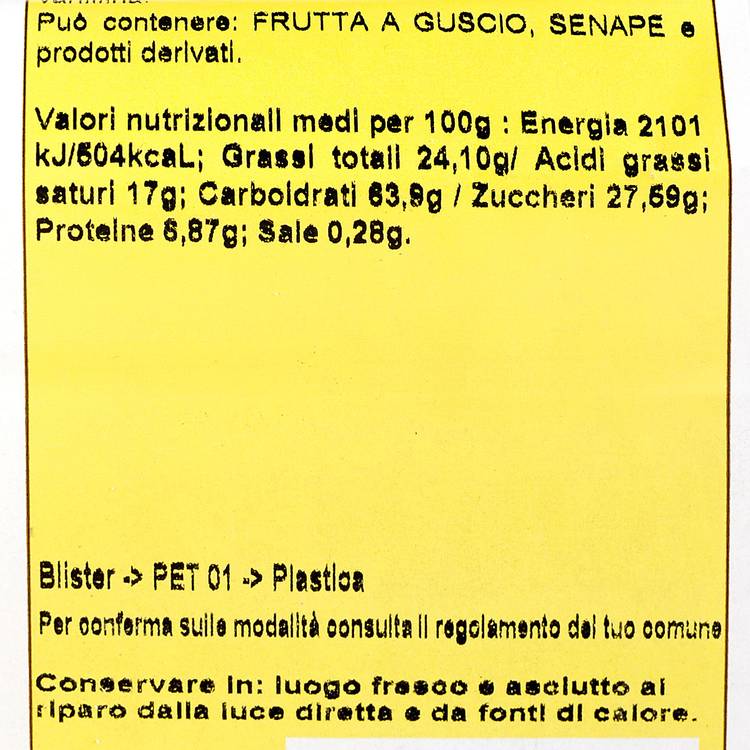 Può contenere: FRUTTA A GUSCIO, SENAPE e
prodotti derivati.
Valori nutrizionali medi per 100g : Energia 2101
kJ/504kcaL; Grassi totali 24,10g/ Acidi grassi
saturi 17g; Carboidrati 63,9g / Zuccheri 27,69g;
Proteine 6,87g; Sale 0,28g.
Blister -> PET 01 -> Plastica
Per conferma sulle modalità consulta il regolamento del tuo comune
Conservare in: luogo fresco e asciutto al
riparo dalla luce diretta e da fonti di calore.